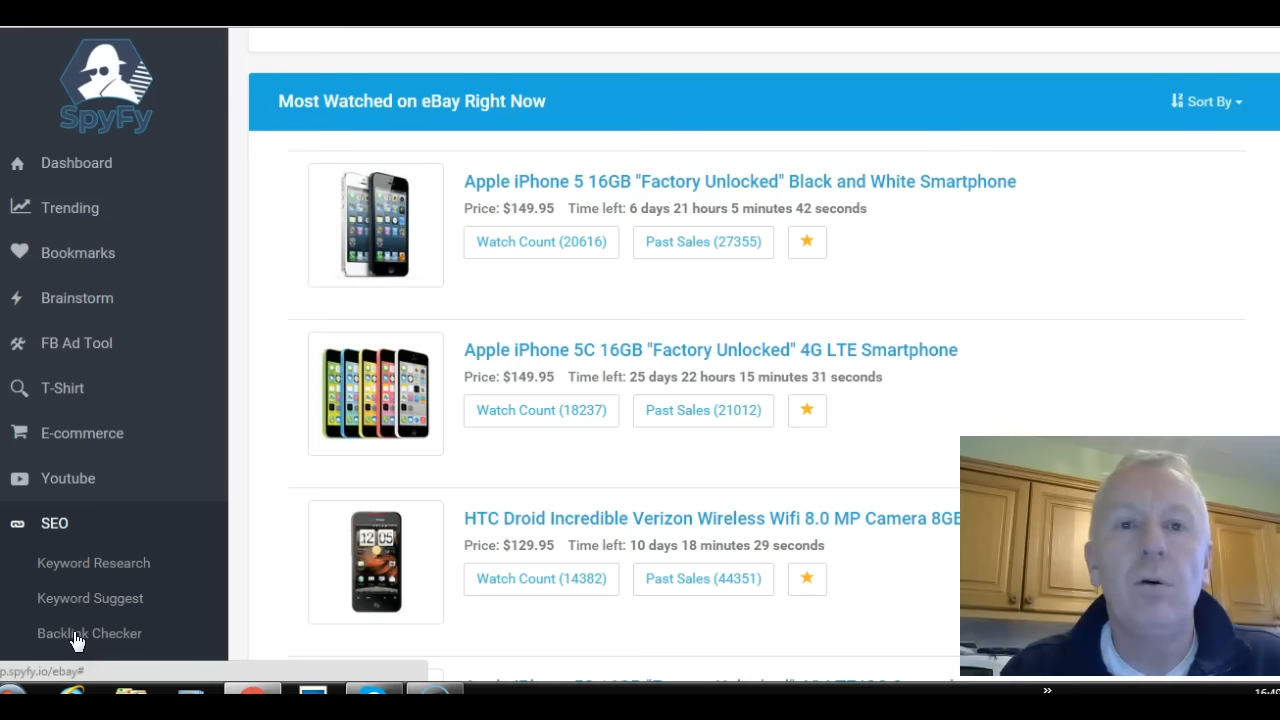 SpyFy
Dashboard
Trending
Bookmarks
Brainstorm
FB Ad Tool
T-Shirt
E-commerce
Youtube
SEO
Keyword Research
Keyword Suggest
Backlink Checker
p.spyfy.io/ebay#
Most Watched on eBay Right Now
Sort By
Apple iPhone 5 16GB "Factory Unlocked" Black and White Smartphone
Price: $149.95 Time left: 6 days 21 hours 5 minutes 42 seconds
Watch Count (20616) Past Sales (27355)
Apple iPhone 5C 16GB "Factory Unlocked" 4G LTE Smartphone
Price: $149.95 Time left: 25 days 22 hours 15 minutes 31 seconds
Watch Count (18237) Past Sales (21012)
HTC Droid Incredible Verizon Wireless Wifi 8.0 MP Camera 8GB
Price: $129.95 Time left: 10 days 18 minutes 29 seconds
Watch Count (14382) Past Sales (44351)